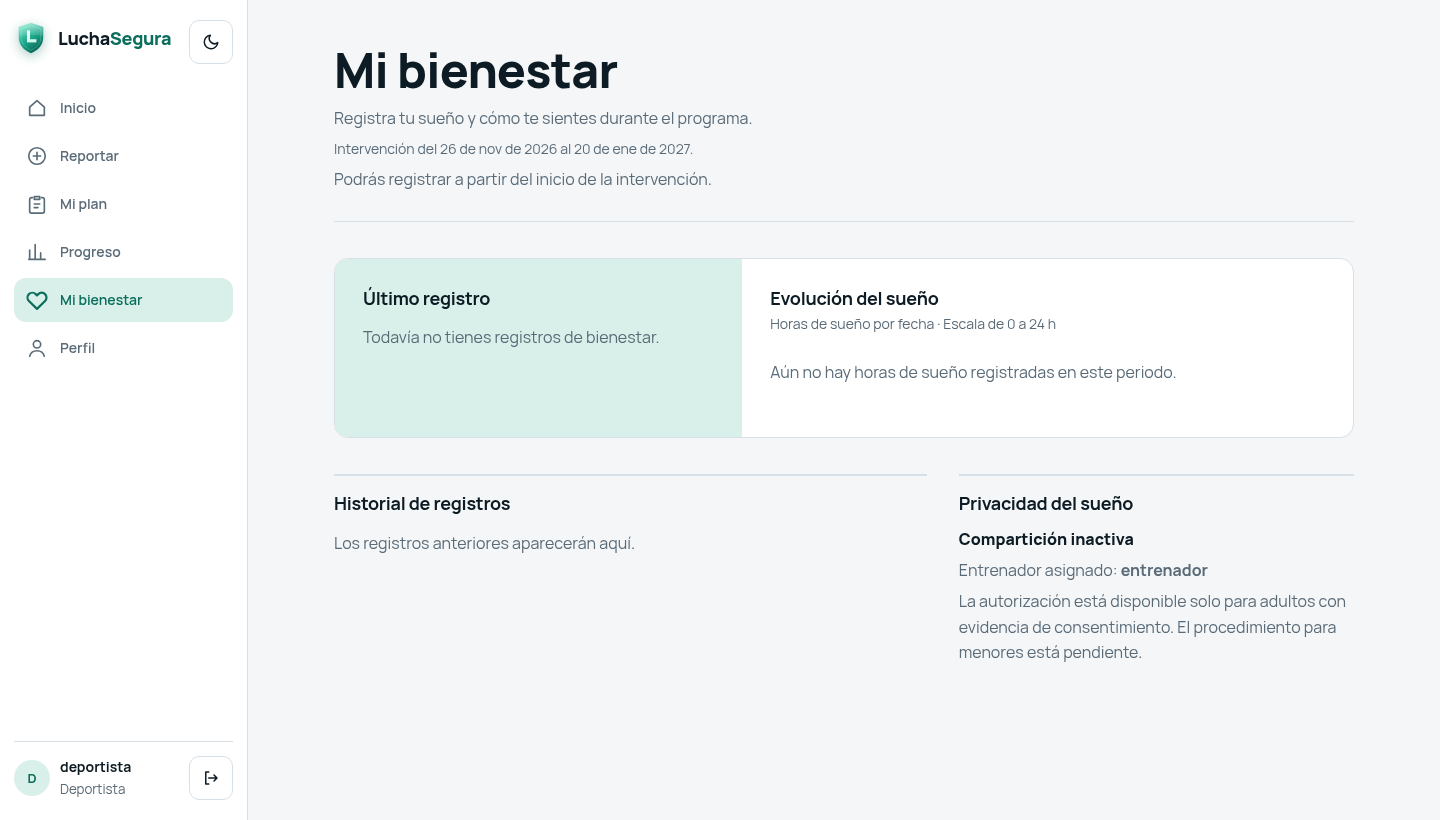 LuchaSegura
Inicio
Reportar
Mi plan
Progreso
Mi bienestar
Perfil
D
deportista
Deportista
Mi bienestar
Registra tu sueño y cómo te sientes durante el programa.
Intervención del 26 de nov de 2026 al 20 de ene de 2027.
Podrás registrar a partir del inicio de la intervención.
Último registro
Todavía no tienes registros de bienestar.
Evolución del sueño
Horas de sueño por fecha · Escala de 0 a 24 h
Aún no hay horas de sueño registradas en este periodo.
Historial de registros
Los registros anteriores aparecerán aquí.
Privacidad del sueño
Compartición inactiva
Entrenador asignado: entrenador
La autorización está disponible solo para adultos con
evidencia de consentimiento. El procedimiento para
menores está pendiente.